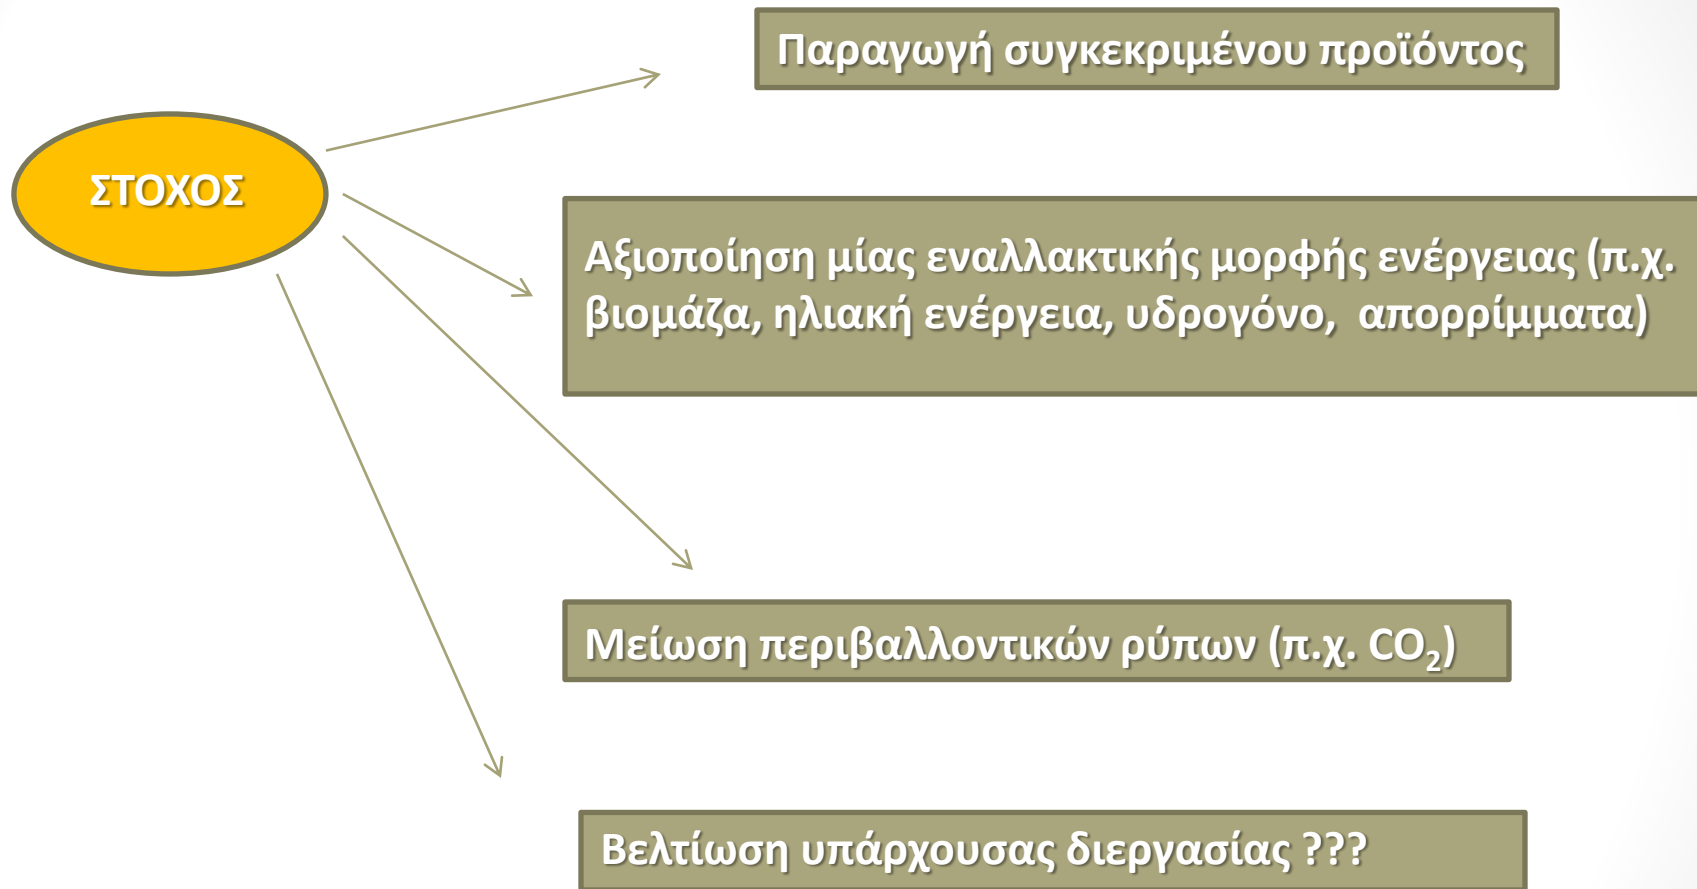 Παραγωγή συγκεκριμένου προϊόντος
ΣΤΟΧΟΣ
Αξιοποίηση μίας εναλλακτικής μορφής ενέργειας (π.χ.
βιομάζα, ηλιακή ενέργεια, υδρογόνο, απορρίμματα)
Μείωση περιβαλλοντικών ρύπων (π.χ. CO₂)
Βελτίωση υπάρχουσας διεργασίας ???